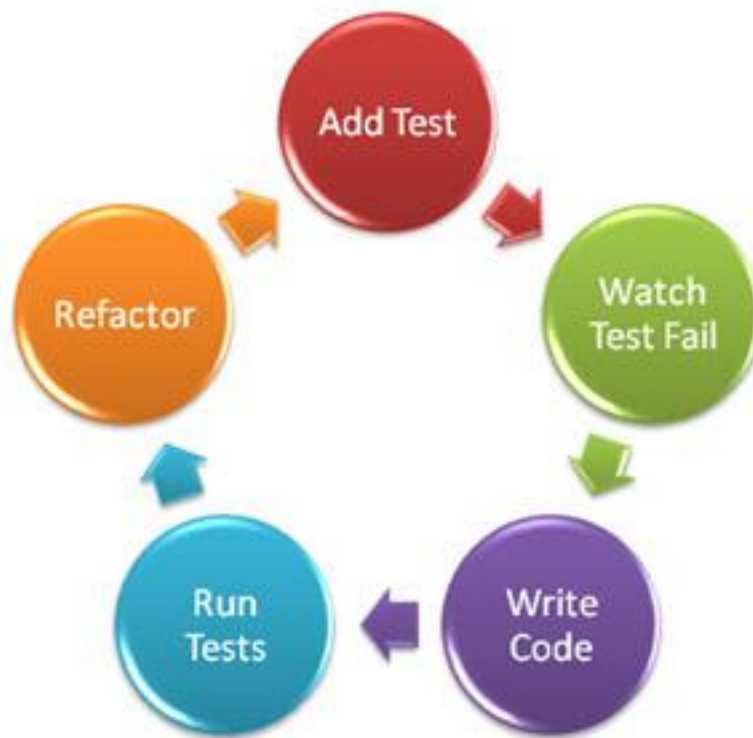 Add Test
Watch
Test Fail
Write
Code
Run
Tests
Refactor